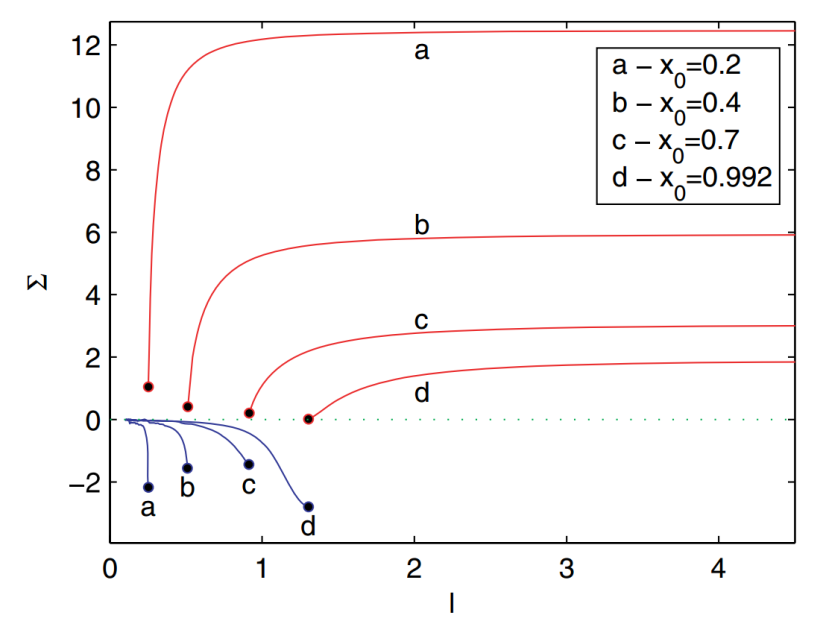 12
10
8
6
4
2
0
−2
Σ
a
b
c
d
a − x0=0.2
b − x0=0.4
c − x0=0.7
d − x0=0.992
a
b
c
d
0 1 2 3 4
l